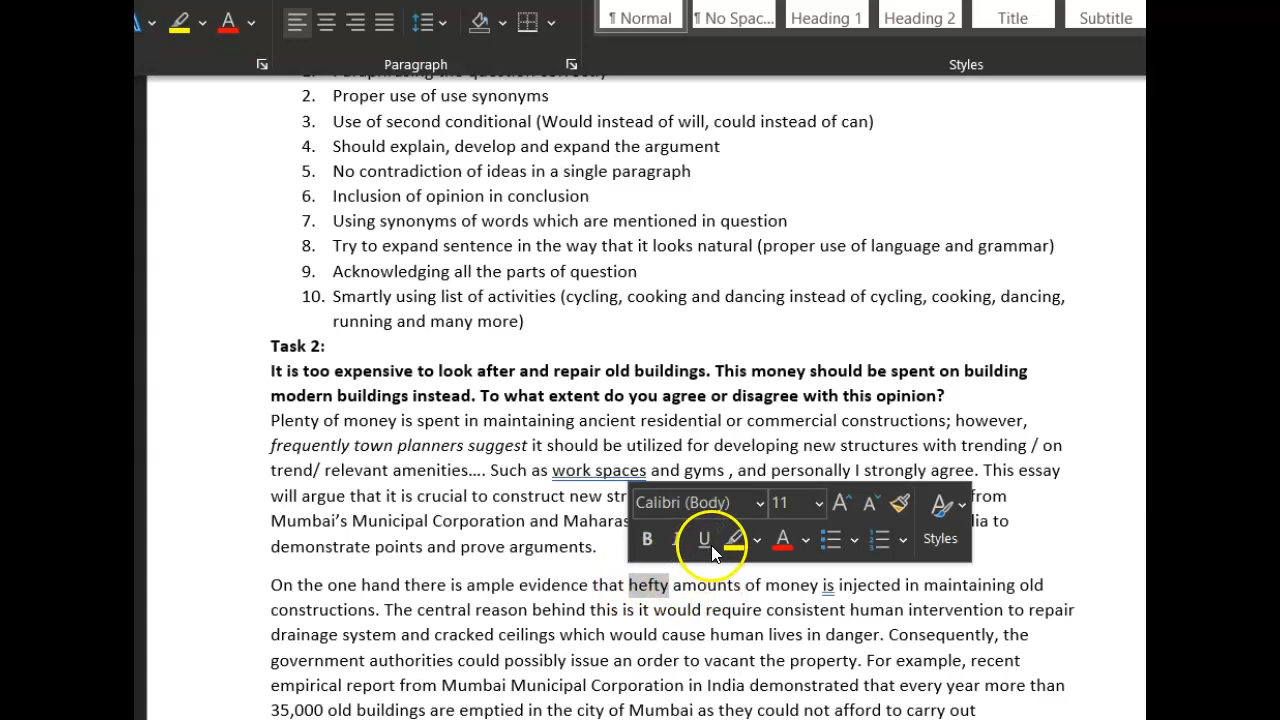 A
A
Paragraph
¶ Normal
¶ No Spac...
Heading 1
Heading 2
Title
Subtitle
Styles
1. Paraphrasing the question correctly
2. Proper use of use synonyms
3. Use of second conditional (Would instead of will, could instead of can)
4. Should explain, develop and expand the argument
5. No contradiction of ideas in a single paragraph
6. Inclusion of opinion in conclusion
7. Using synonyms of words which are mentioned in question
8. Try to expand sentence in the way that it looks natural (proper use of language and grammar)
9. Acknowledging all the parts of question
10. Smartly using list of activities (cycling, cooking and dancing instead of cycling, cooking, dancing,
running and many more)
Task 2:
It is too expensive to look after and repair old buildings. This money should be spent on building
modern buildings instead. To what extent do you agree or disagree with this opinion?
Plenty of money is spent in maintaining ancient residential or commercial constructions; however,
frequently town planners suggest it should be utilized for developing new structures with trending / on
trend/ relevant amenities.... Such as work spaces and gyms , and personally I strongly agree. This essay
will argue that it is crucial to construct new str from
Mumbai's Municipal Corporation and Maharas ia to
demonstrate points and prove arguments.
Calibri (Body) 11 A A
B I U A Styles
On the one hand there is ample evidence that hefty amounts of money is injected in maintaining old
constructions. The central reason behind this is it would require consistent human intervention to repair
drainage system and cracked ceilings which would cause human lives in danger. Consequently, the
government authorities could possibly issue an order to vacant the property. For example, recent
empirical report from Mumbai Municipal Corporation in India demonstrated that every year more than
35,000 old buildings are emptied in the city of Mumbai as they could not afford to carry out